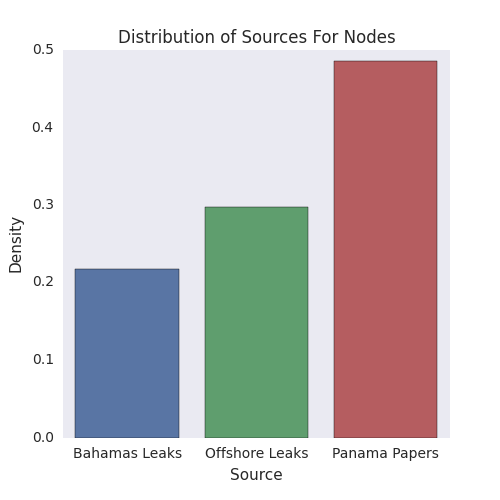 Distribution of Sources For Nodes
0.5
0.4
0.3
0.2
0.1
0.0
Density
Bahamas Leaks Offshore Leaks Panama Papers
Source